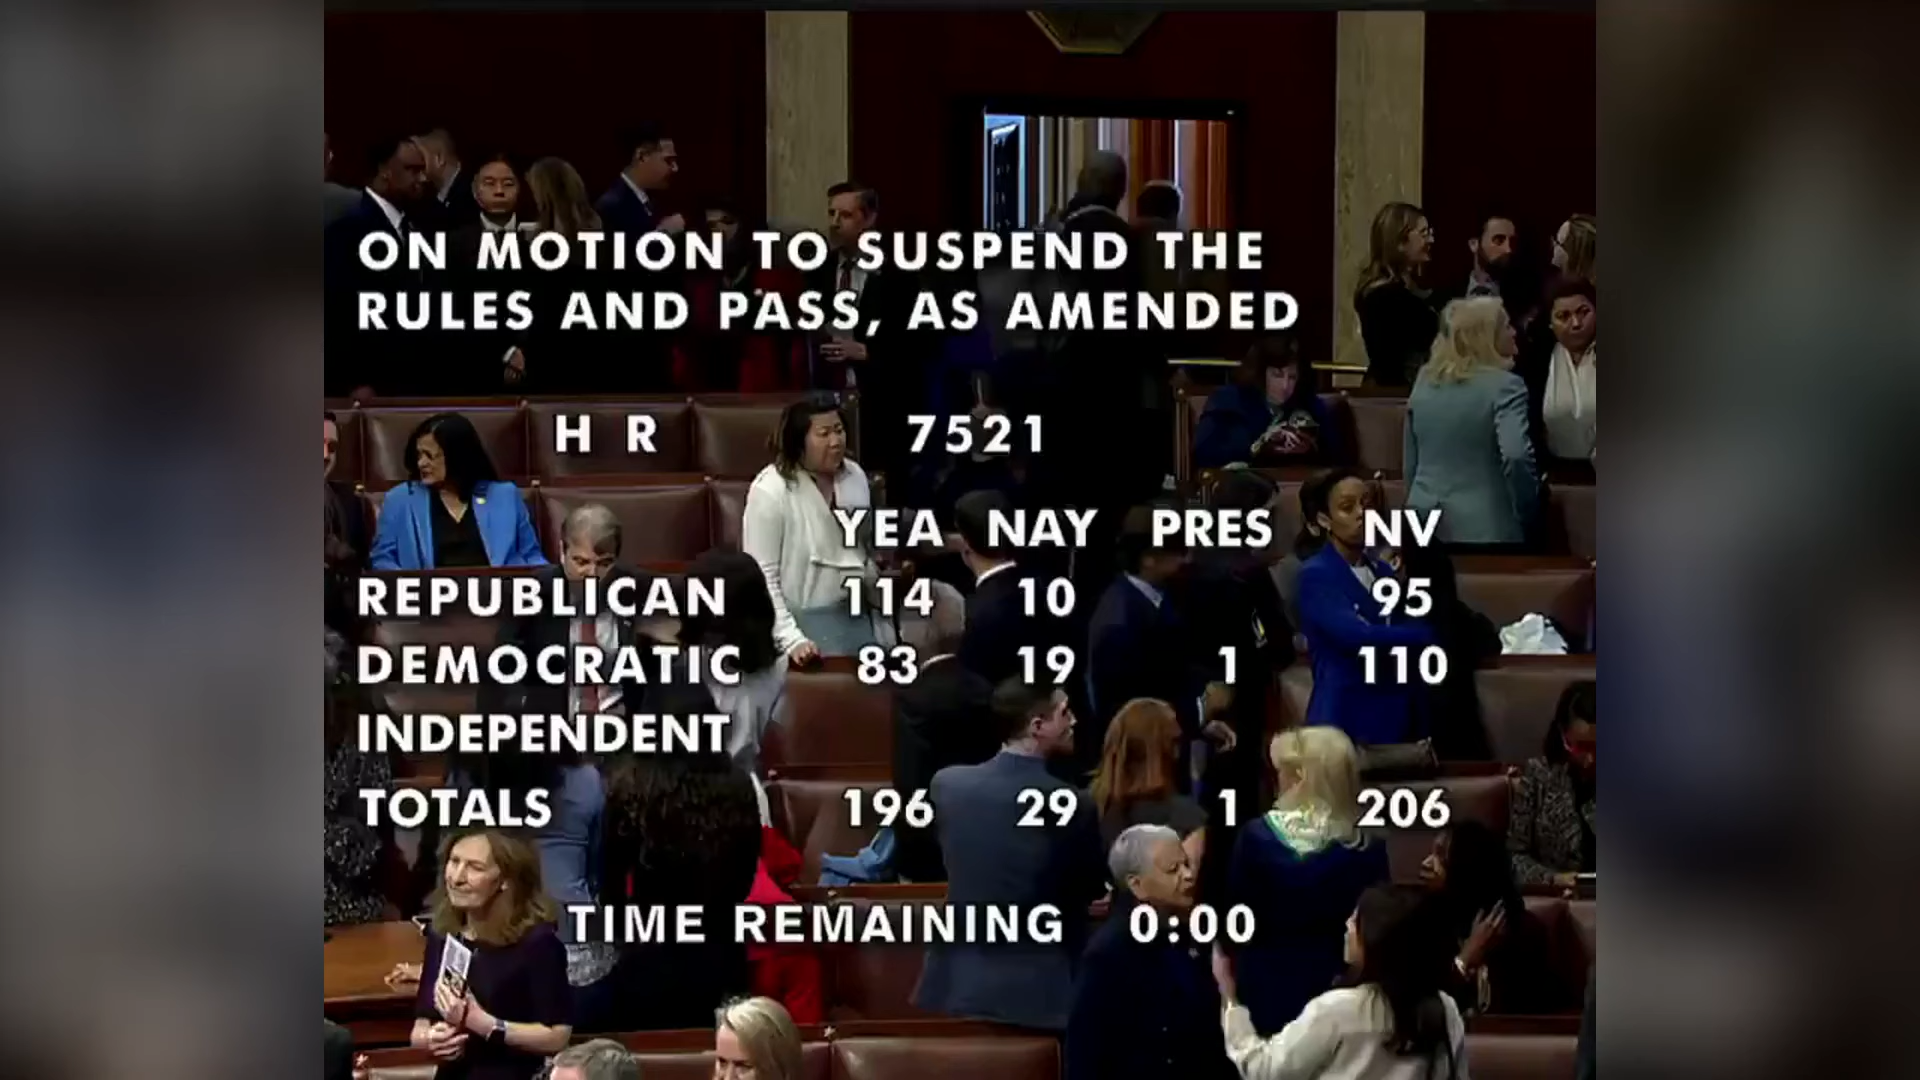 ON MOTION TO SUSPEND THE
RULES AND PASS, AS AMENDED
H R 7521
YEA NAY PRES NV
REPUBLICAN 114 10 95
DEMOCRATIC 83 19 1 110
INDEPENDENT
TOTALS 196 29 1 206
TIME REMAINING 0:00